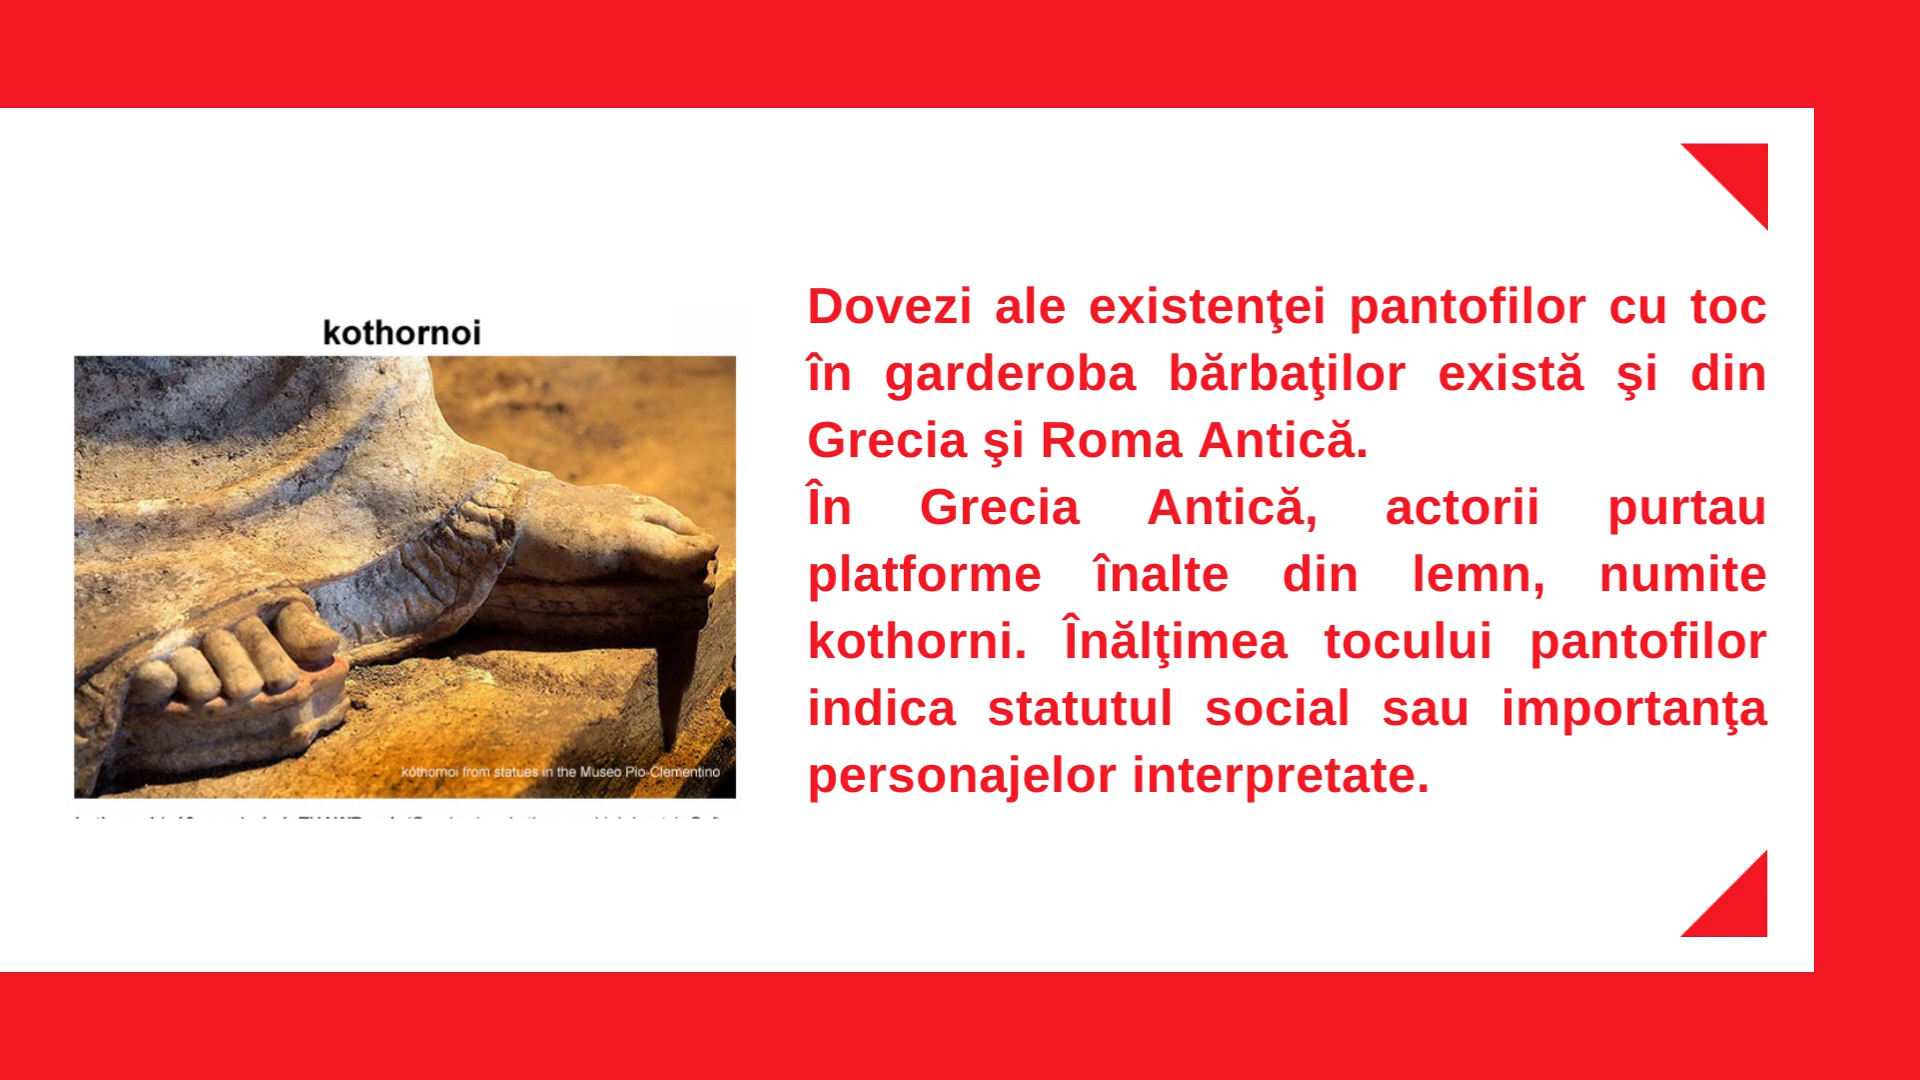 kothornoi
kóthornoi from statues in the Museo Pio-Clementino
Dovezi ale existenţei pantofilor cu toc
în garderoba bărbaţilor există şi din
Grecia şi Roma Antică.
În Grecia Antică, actorii purtau
platforme înalte din lemn, numite
kothorni. Înălţimea tocului pantofilor
indica statutul social sau importanţa
personajelor interpretate.